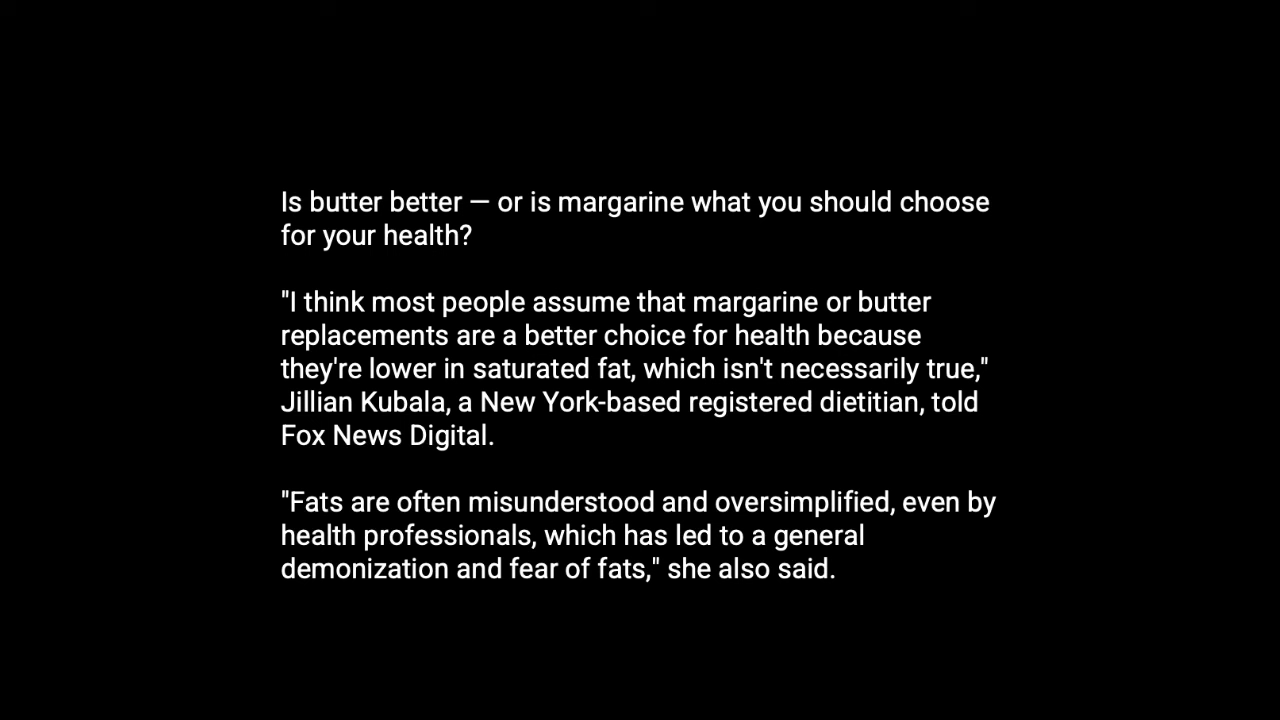 Is butter better — or is margarine what you should choose
for your health?
"I think most people assume that margarine or butter
replacements are a better choice for health because
they're lower in saturated fat, which isn't necessarily true,"
Jillian Kubala, a New York-based registered dietitian, told
Fox News Digital.
"Fats are often misunderstood and oversimplified, even by
health professionals, which has led to a general
demonization and fear of fats," she also said.